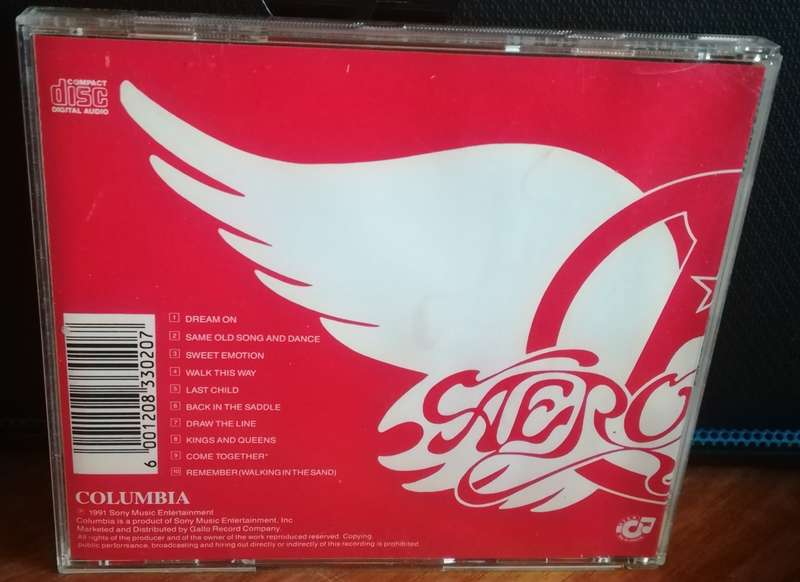 COMPACT
disc
DIGITAL AUDIO
1 DREAM ON
2 SAME OLD SONG AND DANCE
3 SWEET EMOTION
4 WALK THIS WAY
5 LAST CHILD
6 BACK IN THE SADDLE
7 DRAW THE LINE
8 KINGS AND QUEENS
9 COME TOGETHER*
10 REMEMBER (WALKING IN THE SAND)
6 001208 330207
AERO
COLUMBIA
℗ 1991 Sony Music Entertainment
Columbia is a product of Sony Music Entertainment, Inc
Marketed and Distributed by Gallo Record Company.
All rights of the producer and of the owner of the work reproduced reserved. Copying
public performance, broadcasting and hiring out directly or indirectly of this recording is prohibited.